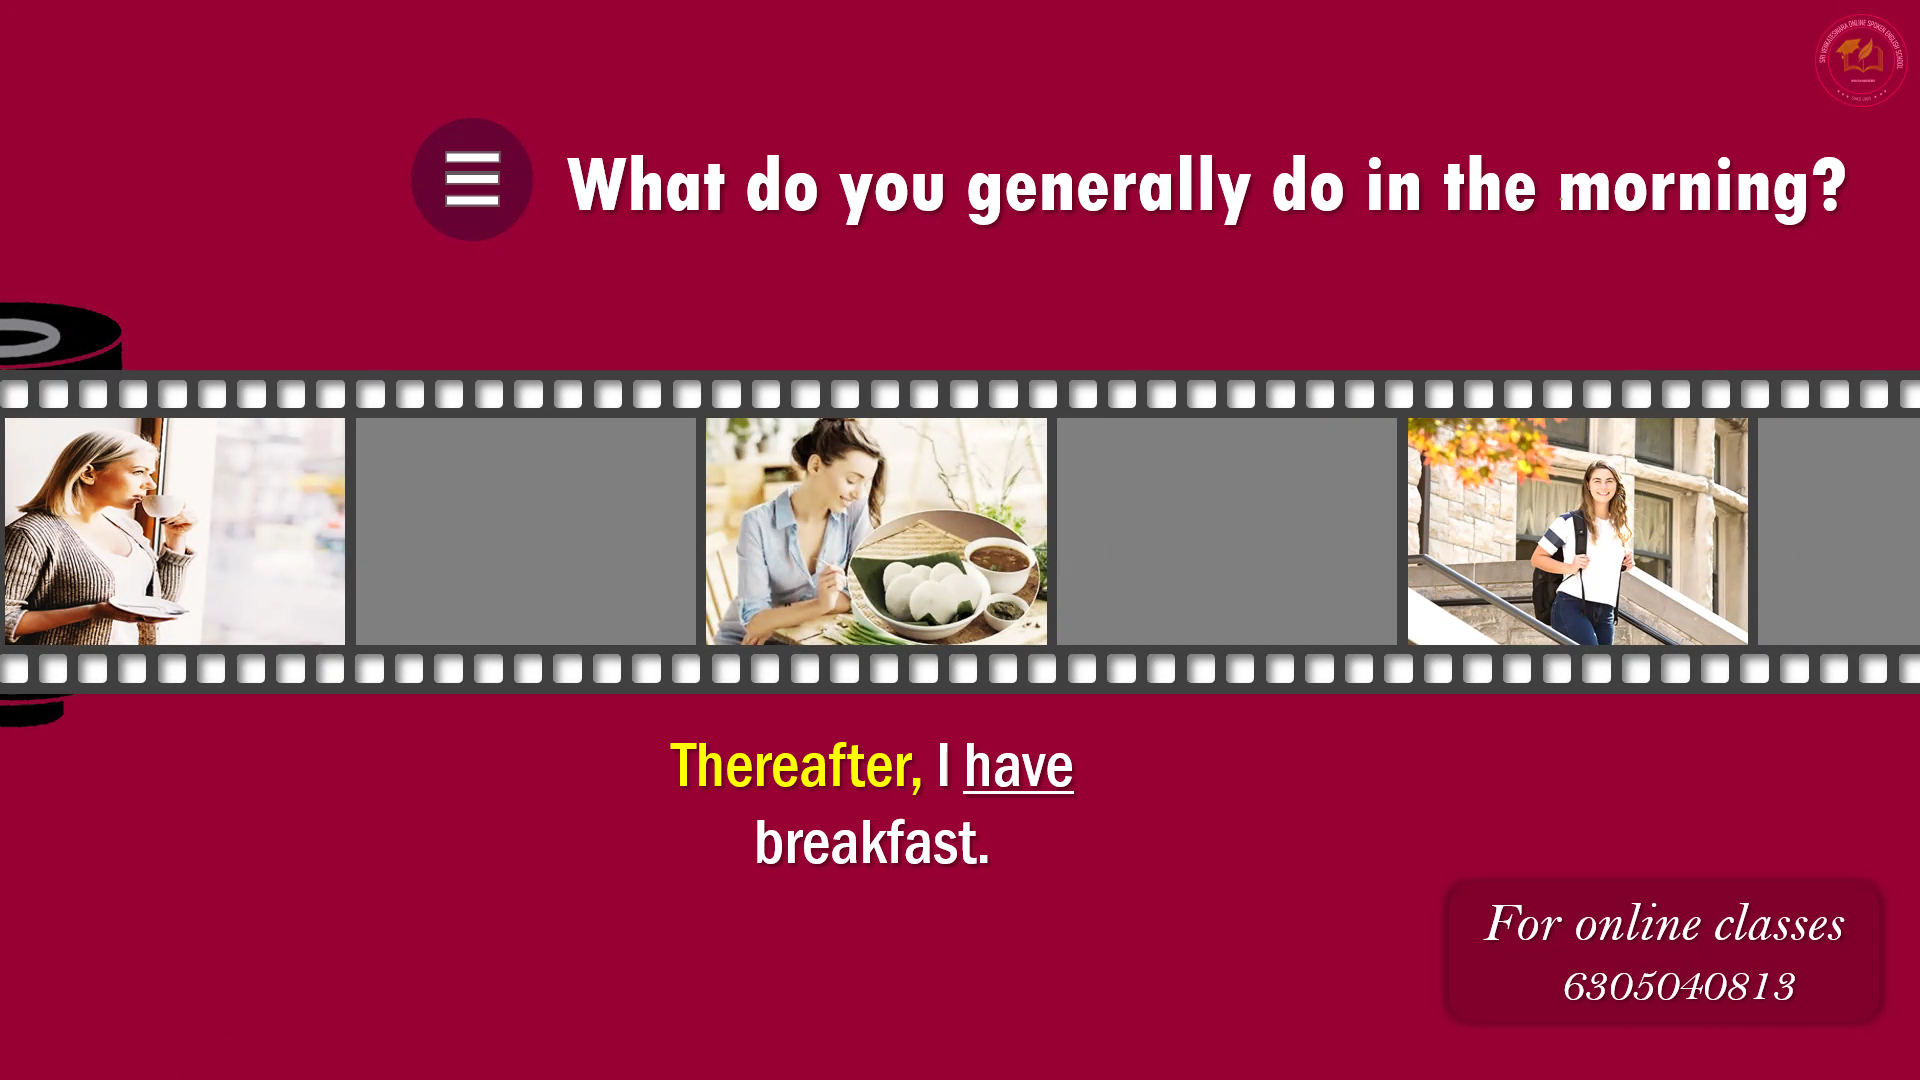 SRI VENKATESWARA ONLINE SPOKEN ENGLISH SCHOOL
What do you generally do in the morning?
Thereafter, I have
breakfast.
For online classes
6305040813